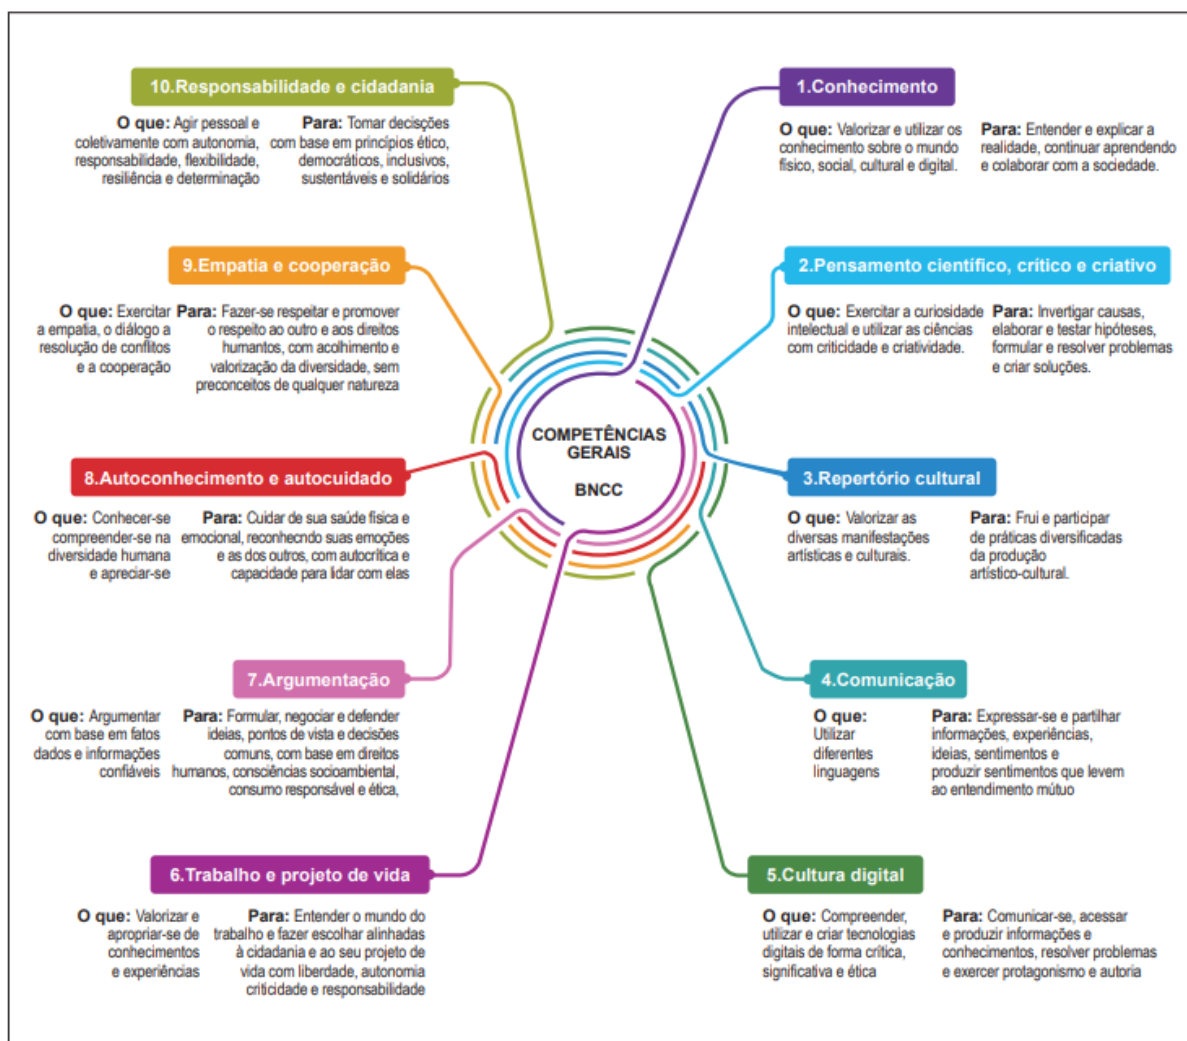 COMPETÊNCIAS
GERAIS
BNCC
1.Conhecimento
O que: Valorizar e utilizar os
conhecimento sobre o mundo
físico, social, cultural e digital.
Para: Entender e explicar a
realidade, continuar aprendendo
e colaborar com a sociedade.
2.Pensamento científico, crítico e criativo
O que: Exercitar a curiosidade
intelectual e utilizar as ciências
com criticidade e criatividade.
Para: Invertigar causas,
elaborar e testar hipóteses,
formular e resolver problemas
e criar soluções.
3.Repertório cultural
O que: Valorizar as
diversas manifestações
artísticas e culturais.
Para: Frui e participar
de práticas diversificadas
da produção
artístico-cultural.
4.Comunicação
O que:
Utilizar
diferentes
linguagens
Para: Expressar-se e partilhar
informações, experiências,
ideias, sentimentos e
produzir sentimentos que levem
ao entendimento mútuo
5.Cultura digital
O que: Compreender,
utilizar e criar tecnologias
digitais de forma crítica,
significativa e ética
Para: Comunicar-se, acessar
e produzir informações e
conhecimentos, resolver problemas
e exercer protagonismo e autoria
6.Trabalho e projeto de vida
O que: Valorizar e
apropriar-se de
conhecimentos
e experiências
Para: Entender o mundo do
trabalho e fazer escolhar alinhadas
à cidadania e ao seu projeto de
vida com liberdade, autonomia
criticidade e responsabilidade
7.Argumentação
O que: Argumentar
com base em fatos
dados e informações
confiáveis
Para: Formular, negociar e defender
ideias, pontos de vista e decisões
comuns, com base em direitos
humanos, consciências socioambiental,
consumo responsável e ética,
8.Autoconhecimento e autocuidado
O que: Conhecer-se
compreender-se na
diversidade humana
e apreciar-se
Para: Cuidar de sua saúde física e
emocional, reconhecndo suas emoções
e as dos outros, com autocrítica e
capacidade para lidar com elas
9.Empatia e cooperação
O que: Exercitar
a empatia, o diálogo a
resolução de conflitos
e a cooperação
Para: Fazer-se respeitar e promover
o respeito ao outro e aos direitos
humantos, com acolhimento e
valorização da diversidade, sem
preconceitos de qualquer natureza
10.Responsabilidade e cidadania
O que: Agir pessoal e
coletivamente com autonomia,
responsabilidade, flexibilidade,
resiliência e determinação
Para: Tomar decisções
com base em princípios ético,
democráticos, inclusivos,
sustentáveis e solidários